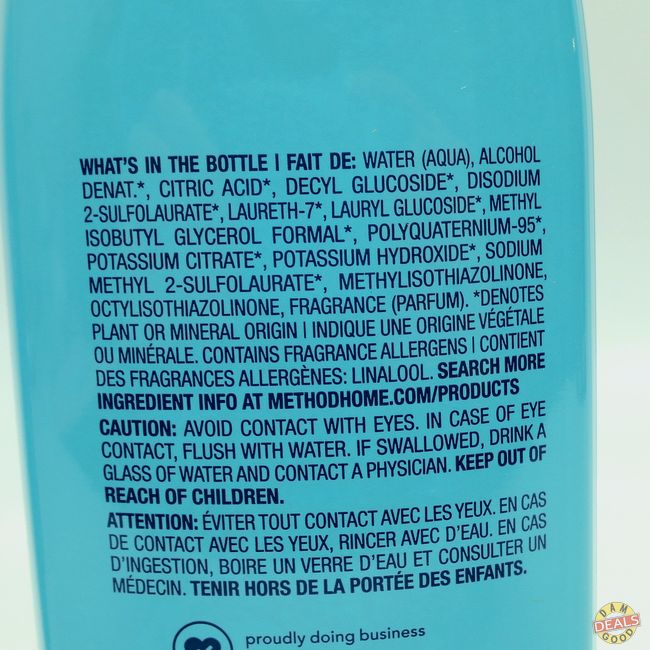 WHAT'S IN THE BOTTLE | FAIT DE: WATER (AQUA), ALCOHOL
DENAT.*, CITRIC ACID*, DECYL GLUCOSIDE*, DISODIUM
2-SULFOLAURATE*, LAURETH-7*, LAURYL GLUCOSIDE*, METHYL
ISOBUTYL GLYCEROL FORMAL*, POLYQUATERNIUM-95*,
POTASSIUM CITRATE*, POTASSIUM HYDROXIDE*, SODIUM
METHYL 2-SULFOLAURATE*, METHYLISOTHIAZOLINONE,
OCTYLISOTHIAZOLINONE, FRAGRANCE (PARFUM). *DENOTES
PLANT OR MINERAL ORIGIN | INDIQUE UNE ORIGINE VÉGÉTALE
OU MINÉRALE. CONTAINS FRAGRANCE ALLERGENS | CONTIENT
DES FRAGRANCES ALLERGÈNES: LINALOOL. SEARCH MORE
INGREDIENT INFO AT METHODHOME.COM/PRODUCTS
CAUTION: AVOID CONTACT WITH EYES. IN CASE OF EYE
CONTACT, FLUSH WITH WATER. IF SWALLOWED, DRINK A
GLASS OF WATER AND CONTACT A PHYSICIAN. KEEP OUT OF
REACH OF CHILDREN.
ATTENTION: ÉVITER TOUT CONTACT AVEC LES YEUX. EN CAS
DE CONTACT AVEC LES YEUX, RINCER AVEC D'EAU. EN CAS
D'INGESTION, BOIRE UN VERRE D'EAU ET CONSULTER UN
MÉDECIN. TENIR HORS DE LA PORTÉE DES ENFANTS.
proudly doing business
DAM
DEALS
GOOD